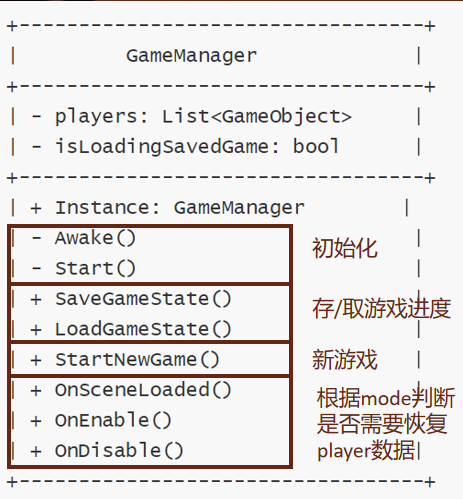 +----------------------------------+
| GameManager |
+----------------------------------+
| - players: List<GameObject> |
| - isLoadingSavedGame: bool |
+----------------------------------+
| + Instance: GameManager |
| - Awake() |
初始化
| - Start() |
| + SaveGameState() |
存/取游戏进度
| + LoadGameState() |
| + StartNewGame() | 新游戏
| + OnSceneLoaded() |
| + OnEnable() |
| + OnDisable() |
根据mode判断
是否需要恢复
player数据
+----------------------------------+